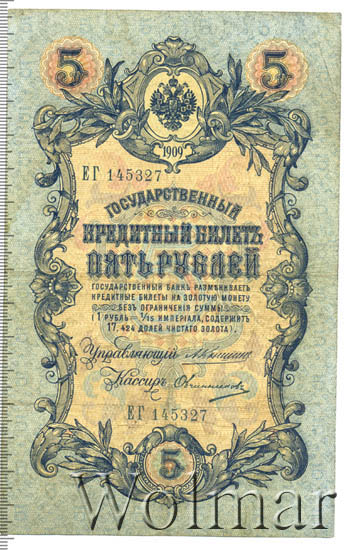 5 5
1909
ЕГ 145327
ГОСУДАРСТВЕННЫЙ
КРЕДИТНЫЙ БИЛЕТЪ
ПЯТЬ РУБЛЕЙ
ГОСУДАРСТВЕННЫЙ БАНКЪ РАЗМѢНИВАЕТЪ
КРЕДИТНЫЕ БИЛЕТЫ НА ЗОЛОТУЮ МОНЕТУ
БЕЗЪ ОГРАНИЧЕНІЯ СУММЫ
(1 РУБЛЬ = 1/15 ИМПЕРІАЛА, СОДЕРЖИТЪ
17,424 ДОЛЕЙ ЧИСТАГО ЗОЛОТА).
Управляющій
Кассиръ
ЕГ 145327
5
Wolmar